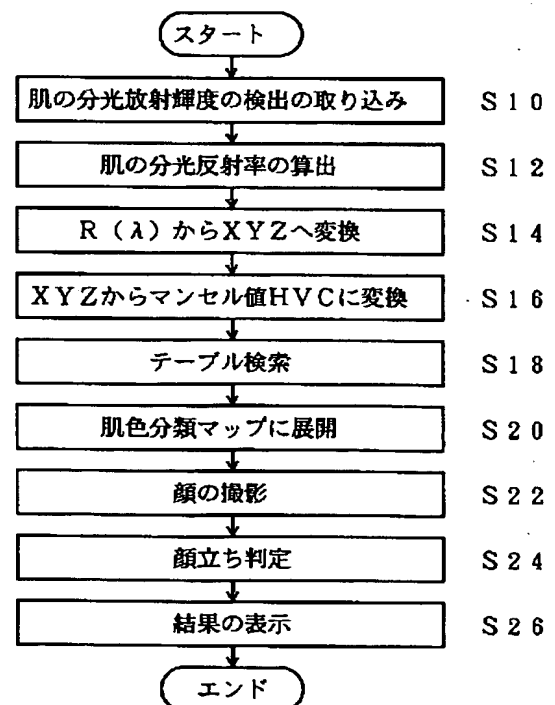 スタート
肌の分光放射輝度の検出の取り込み S10
肌の分光反射率の算出 S12
R(λ)からXYZへ変換 S14
XYZからマンセル値HVCに変換 S16
テーブル検索 S18
肌色分類マップに展開 S20
顔の撮影 S22
顔立ち判定 S24
結果の表示 S26
エンド